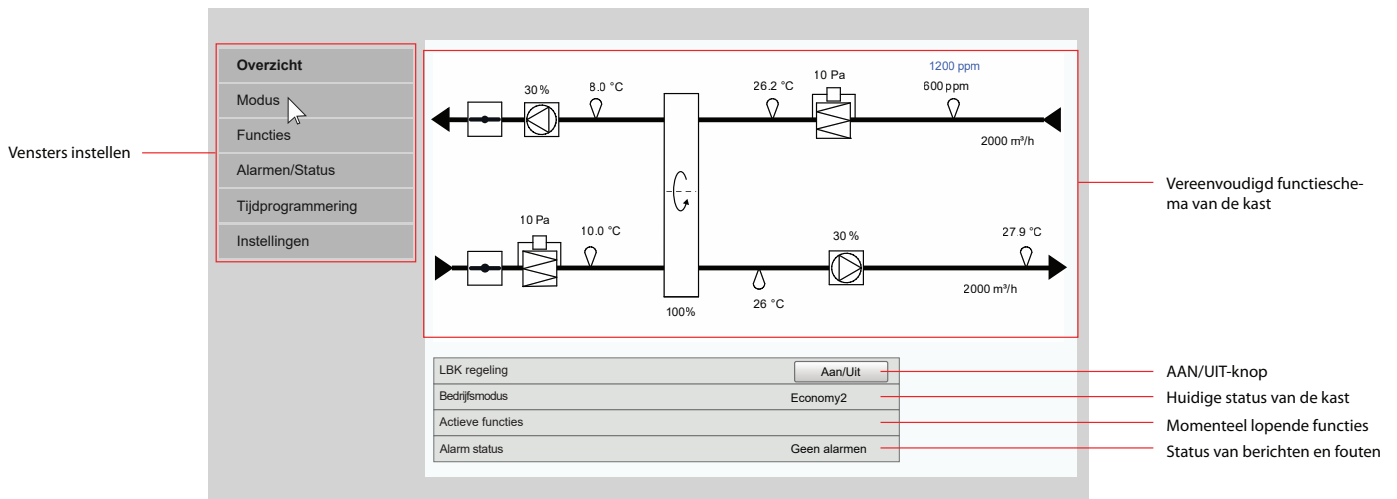 Vensters instellen
Overzicht
Modus
Functies
Alarmen/Status
Tijdprogrammering
Instellingen
1200 ppm
30 %
8.0 °C
26.2 °C
10 Pa
600 ppm
2000 m³/h
10 Pa
10.0 °C
30 %
27 9 °C
26 °C
2000 m³/h
100%
Vereenvoudigd functiesche-
ma van de kast
LBK regeling
Aan/Uit
AAN/UIT-knop
Bedrijfsmodus
Economy2
Huidige status van de kast
Actieve functies
Momenteel lopende functies
Alarm status
Geen alarmen
Status van berichten en fouten